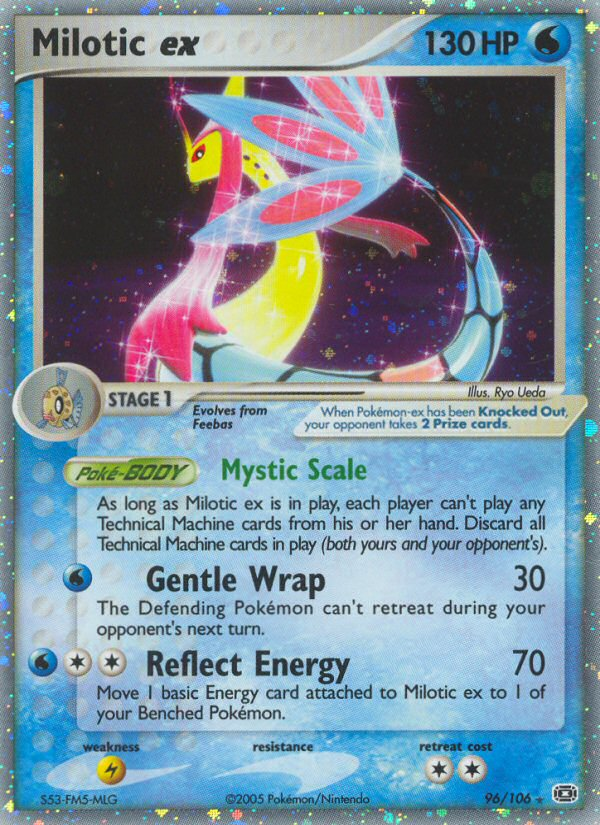 Milotic ex
130 HP
Illus. Ryo Ueda
STAGE 1
Evolves from
Feebas
When Pokémon-ex has been Knocked Out,
your opponent takes 2 Prize cards.
Poké-BODY Mystic Scale
As long as Milotic ex is in play, each player can't play any
Technical Machine cards from his or her hand. Discard all
Technical Machine cards in play (both yours and your opponent's).
Gentle Wrap 30
The Defending Pokémon can't retreat during your
opponent's next turn.
Reflect Energy 70
Move 1 basic Energy card attached to Milotic ex to 1 of
your Benched Pokémon.
weakness resistance retreat cost
S53-FM5-MLG ©2005 Pokémon/Nintendo 96/106 ★